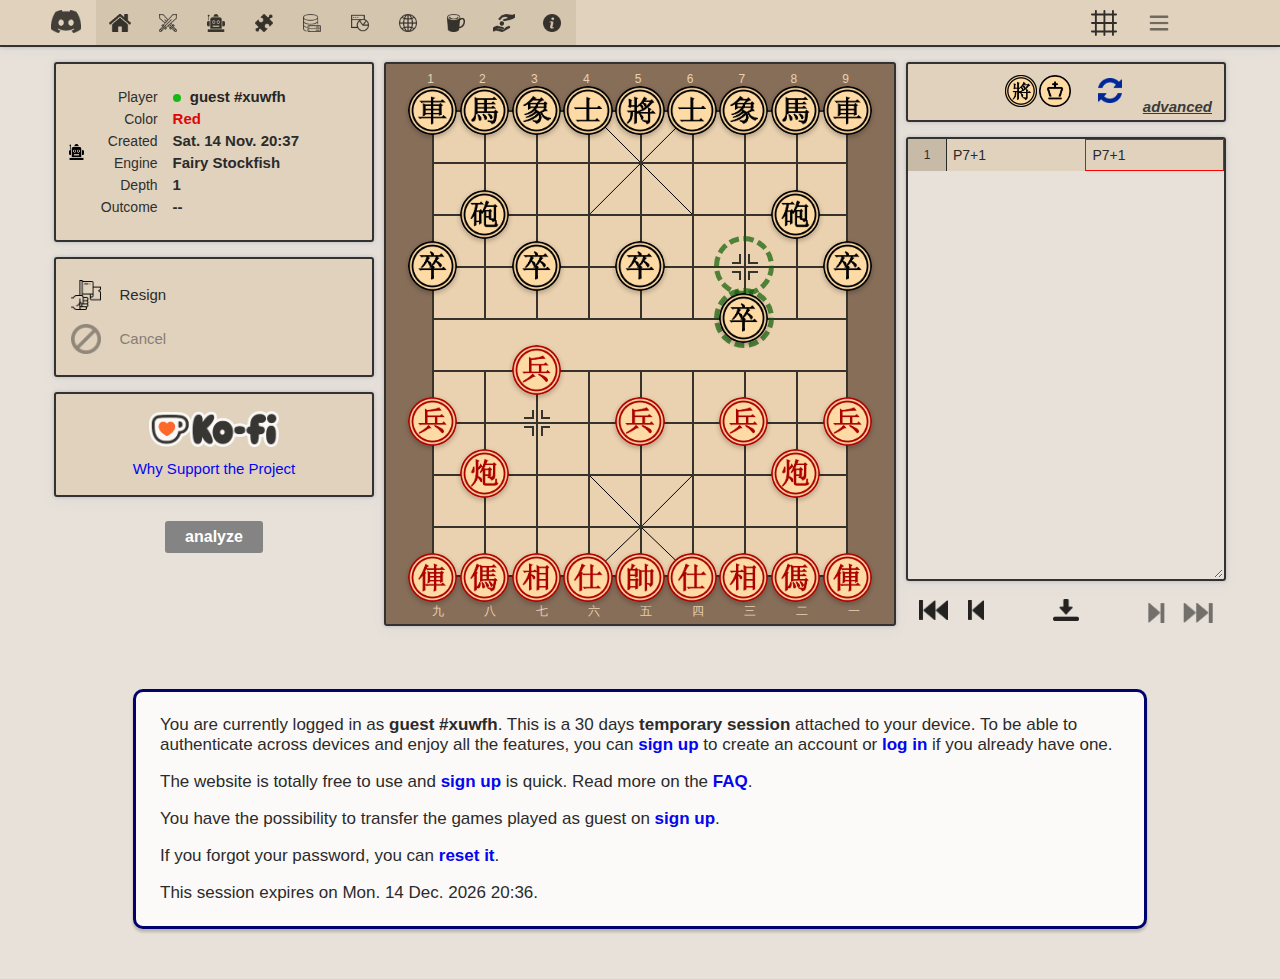 Player guest #xuwfh
Color Red
Created Sat. 14 Nov. 20:37
Engine Fairy Stockfish
Depth 1
Outcome --
Resign
Cancel
Ko-fi
Why Support the Project
analyze
1 2 3 4 5 6 7 8 9
車 馬 象 士 將 士 象 馬 車
砲 砲
卒 卒 卒 卒
卒
兵
兵 兵 兵 兵
炮 炮
俥 傌 相 仕 帥 仕 相 傌 俥
九 八 七 六 五 四 三 二 一
將
advanced
1 P7+1 P7+1
You are currently logged in as guest #xuwfh. This is a 30 days temporary session attached to your device. To be able to
authenticate across devices and enjoy all the features, you can sign up to create an account or log in if you already have one.
The website is totally free to use and sign up is quick. Read more on the FAQ.
You have the possibility to transfer the games played as guest on sign up.
If you forgot your password, you can reset it.
This session expires on Mon. 14 Dec. 2026 20:36.